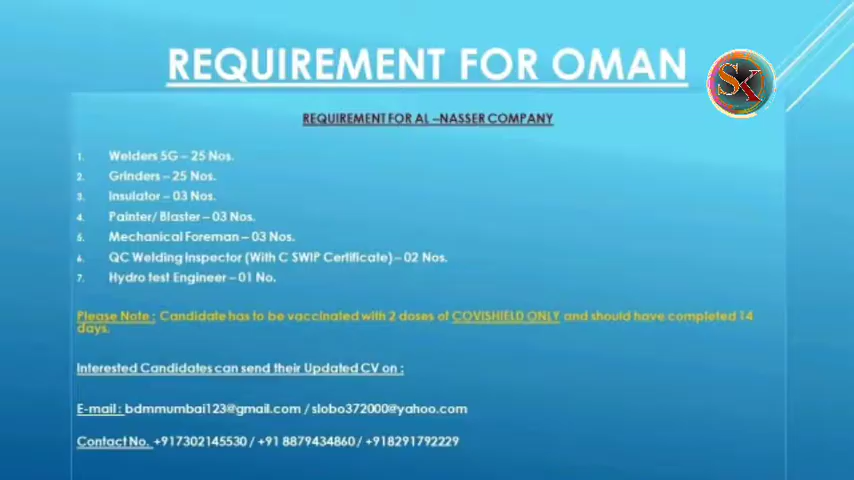 REQUIREMENT FOR OMAN
SK
REQUIREMENT FOR AL –NASSER COMPANY
1. Welders 5G – 25 Nos.
2. Grinders – 25 Nos.
3. Insulator – 03 Nos.
4. Painter/ Blaster – 03 Nos.
5. Mechanical Foreman – 03 Nos.
6. QC Welding Inspector (With C SWIP Certificate) – 02 Nos.
7. Hydro test Engineer – 01 No.
Please Note : Candidate has to be vaccinated with 2 doses of COVISHIELD ONLY and should have completed 14
days.
Interested Candidates can send their Updated CV on :
E-mail : bdmmumbai123@gmail.com / slobo372000@yahoo.com
Contact No. +917302145530 / +91 8879434860 / +918291792229